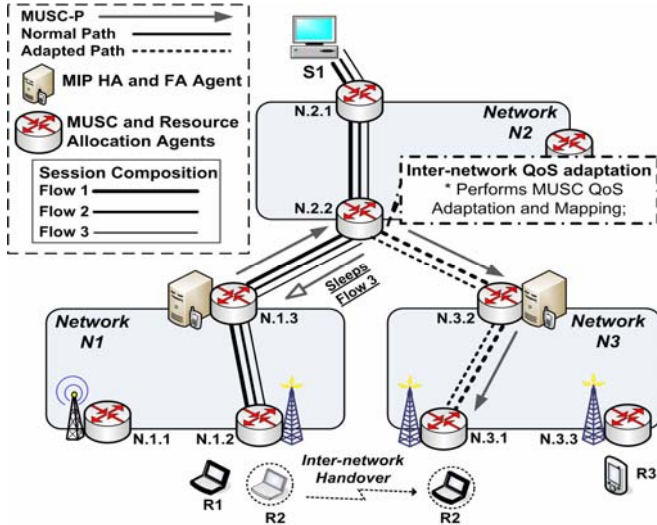 MUSC-P
Normal Path
Adapted Path
MIP HA and FA Agent
MUSC and Resource
Allocation Agents
Session Composition
Flow 1
Flow 2
Flow 3
S1
N.2.1
Network
N2
Inter-network QoS adaptation
* Performs MUSC QoS
Adaptation and Mapping;
N.2.2
Sleeps
Flow 3
Network
N1
N.1.3
N.3.2
Network
N3
N.1.1
N.1.2
N.3.1
N.3.3
R1
R2
Inter-network
Handover
R2
R3